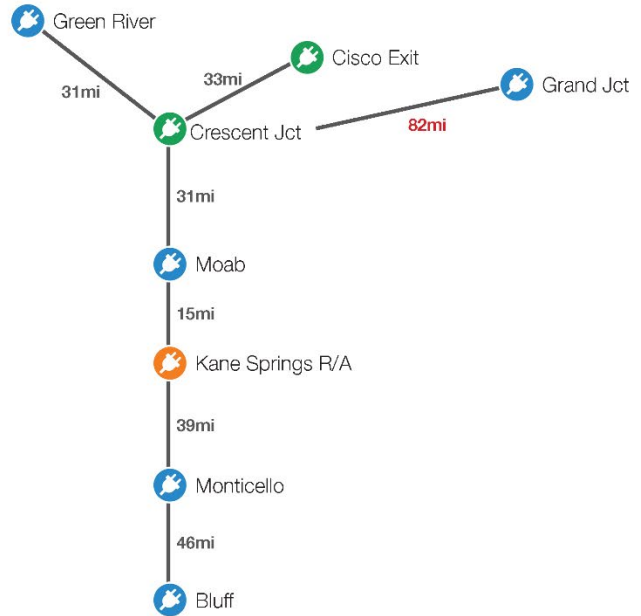 Green River
Cisco Exit
33mi
Grand Jct
31mi
Crescent Jct
82mi
31mi
Moab
15mi
Kane Springs R/A
39mi
Monticello
46mi
Bluff